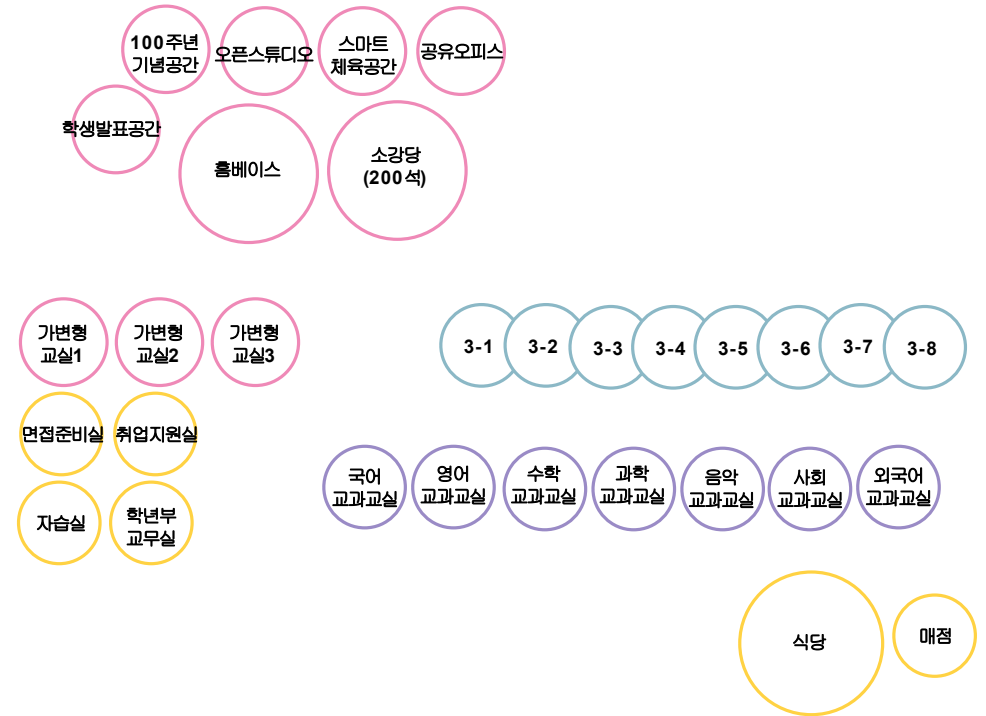 100주년
기념공간
오픈스튜디오
스마트
체육공간
공유오피스
학생발표공간
홈베이스
소강당
(200석)
가변형
교실1
가변형
교실2
가변형
교실3
3-1
3-2
3-3
3-4
3-5
3-6
3-7
3-8
면접준비실
취업지원실
국어
교과교실
영어
교과교실
수학
교과교실
과학
교과교실
음악
교과교실
사회
교과교실
외국어
교과교실
자습실
학년부
교무실
식당
매점